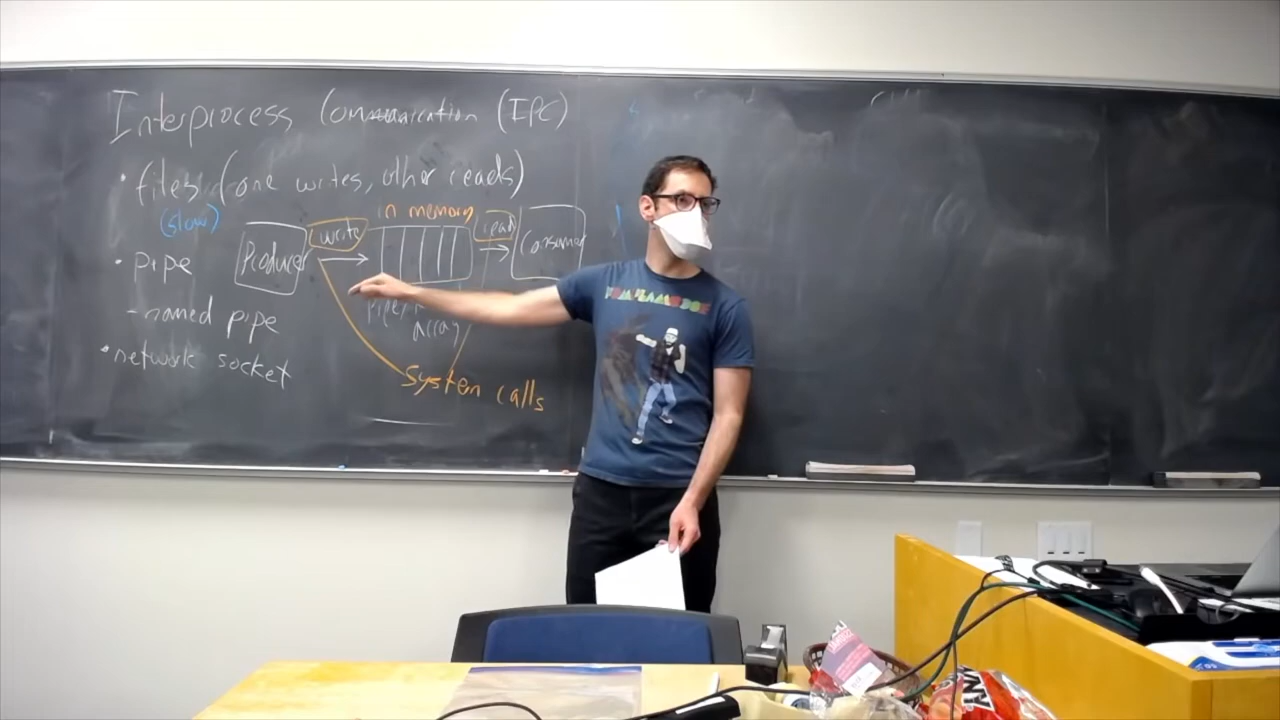 Interprocess Communication (IPC)
• files (one writes, other reads)
(slow)
in memory
write
read
Producer
Consumer
• pipe
array
- named pipe
• network socket
System calls